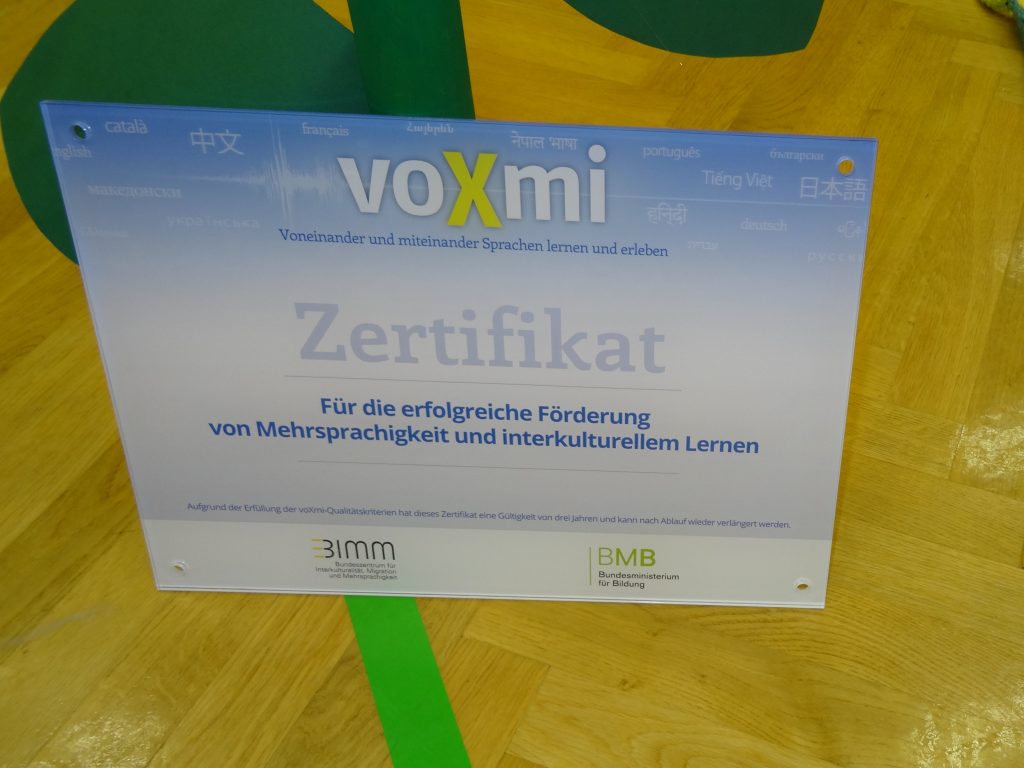 català
中文
français
Հայերեն
नेपाल भाषा
português
български
nglish
voXmi
Tiếng Việt
日本語
македонски
українська
हिन्दी
deutsch
עברית
русск
Voneinander und miteinander Sprachen lernen und erleben
Zertifikat
Für die erfolgreiche Förderung
von Mehrsprachigkeit und interkulturellem Lernen
Aufgrund der Erfüllung der voXmi-Qualitätskriterien hat dieses Zertifikat eine Gültigkeit von drei Jahren und kann nach Ablauf wieder verlängert werden.
BIMM
Bundeszentrum für
Interkulturalität, Migration
und Mehrsprachigkeit
BMB
Bundesministerium
für Bildung